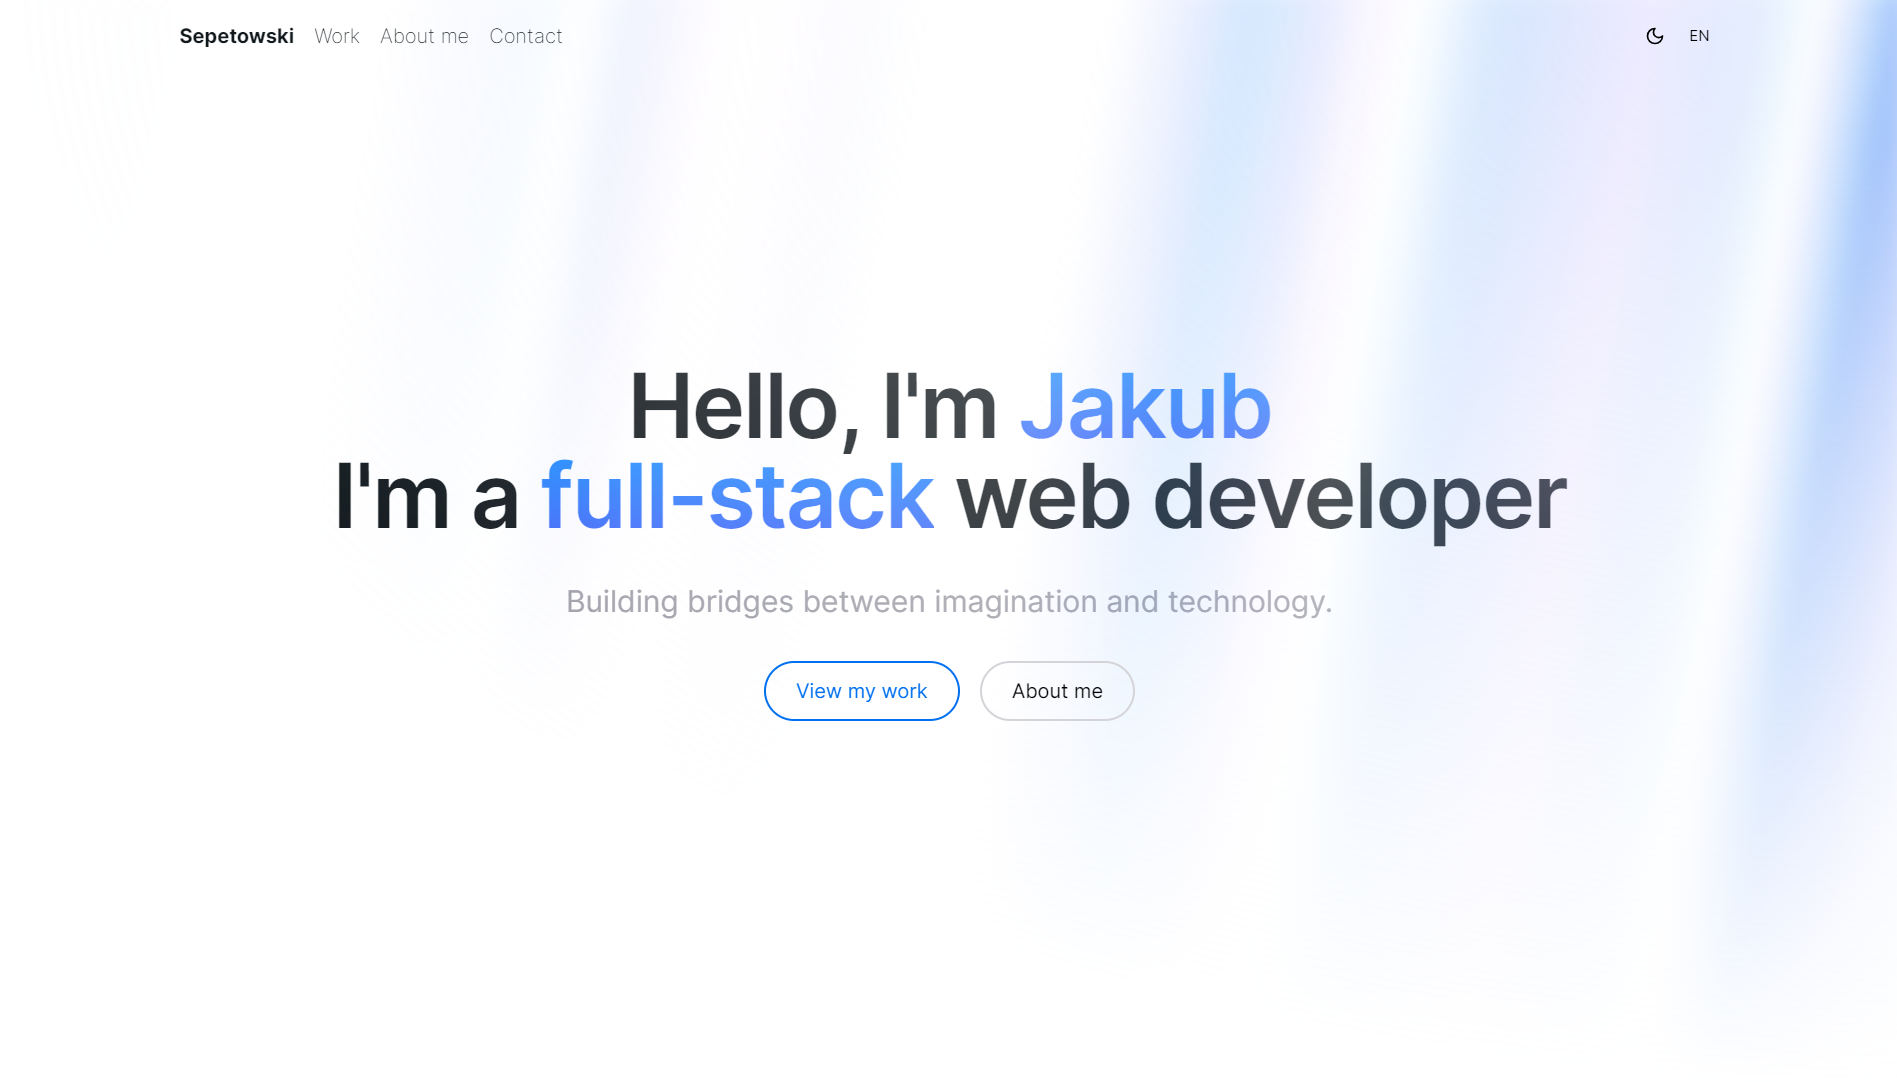 Sepetowski Work About me Contact EN
Hello, I'm Jakub
I'm a full-stack web developer
Building bridges between imagination and technology.
View my work About me